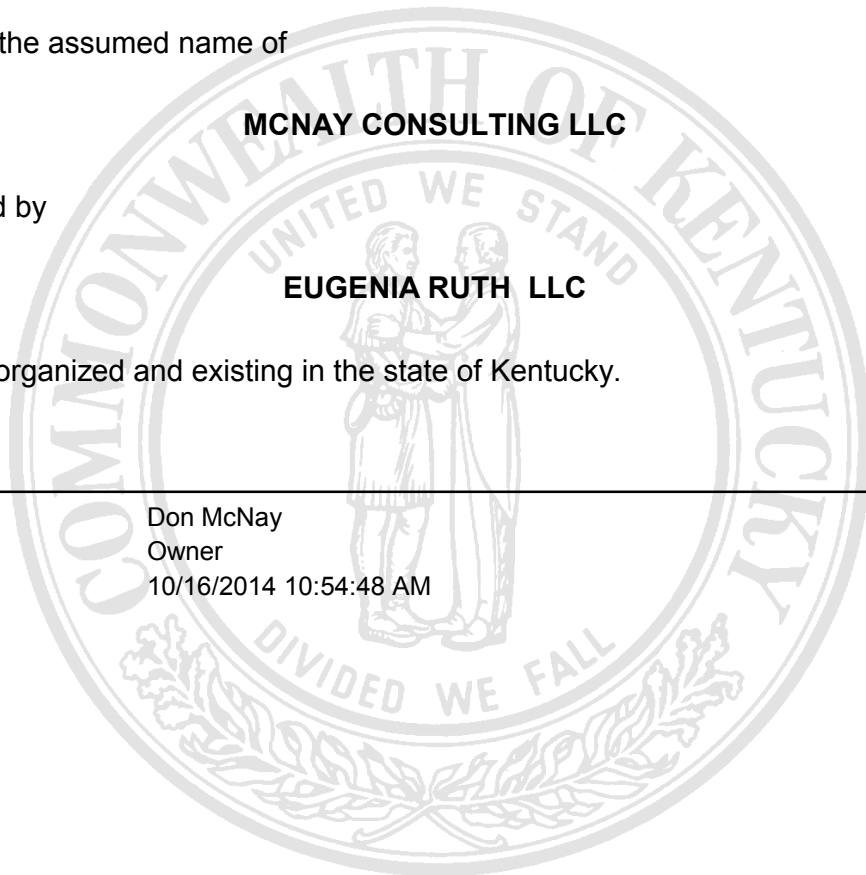 the assumed name of
MCNAY CONSULTING LLC
d by
EUGENIA RUTH LLC
organized and existing in the state of Kentucky.
Don McNay
Owner
10/16/2014 10:54:48 AM
COMMONWEALTH OF KENTUCKY
UNITED WE STAND
DIVIDED WE FALL